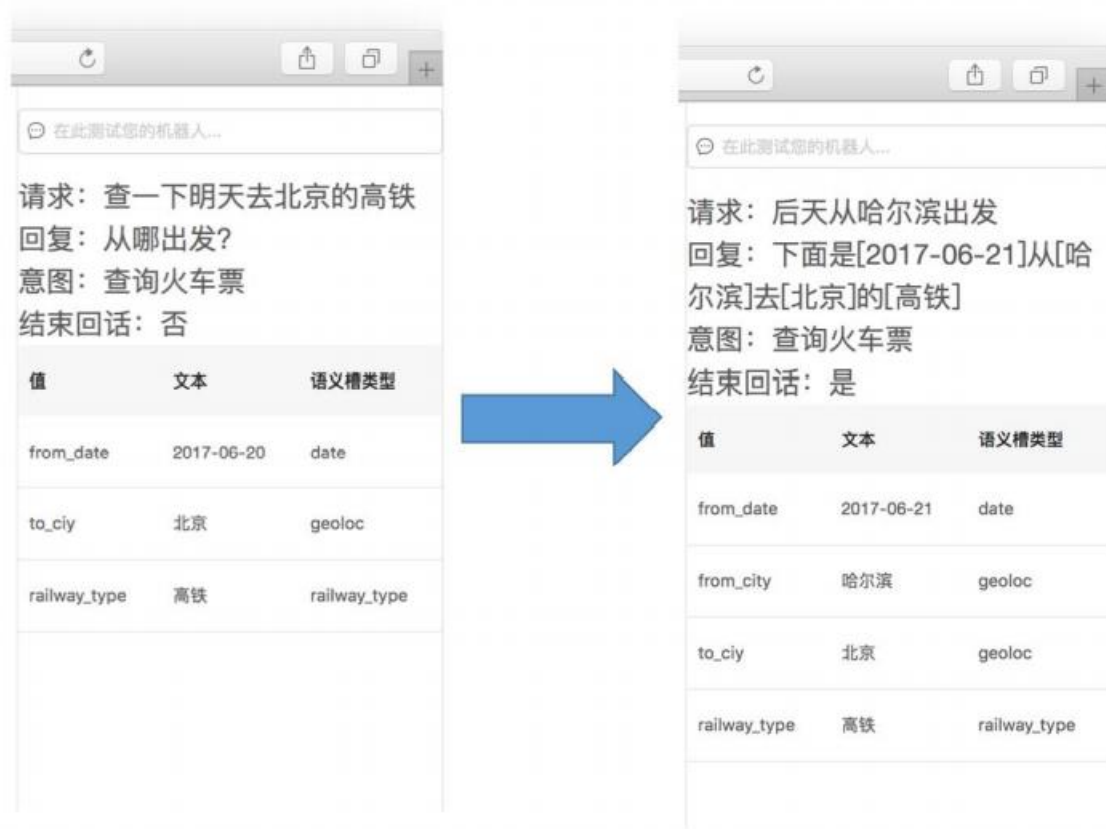 在此测试您的机器人...
请求：查一下明天去北京的高铁
回复：从哪出发？
意图：查询火车票
结束回话：否
值 文本 语义槽类型
from_date 2017-06-20 date
to_ciy 北京 geoloc
railway_type 高铁 railway_type
在此测试您的机器人...
请求：后天从哈尔滨出发
回复：下面是[2017-06-21]从[哈
尔滨]去[北京]的[高铁]
意图：查询火车票
结束回话：是
值 文本 语义槽类型
from_date 2017-06-21 date
from_city 哈尔滨 geoloc
to_ciy 北京 geoloc
railway_type 高铁 railway_type